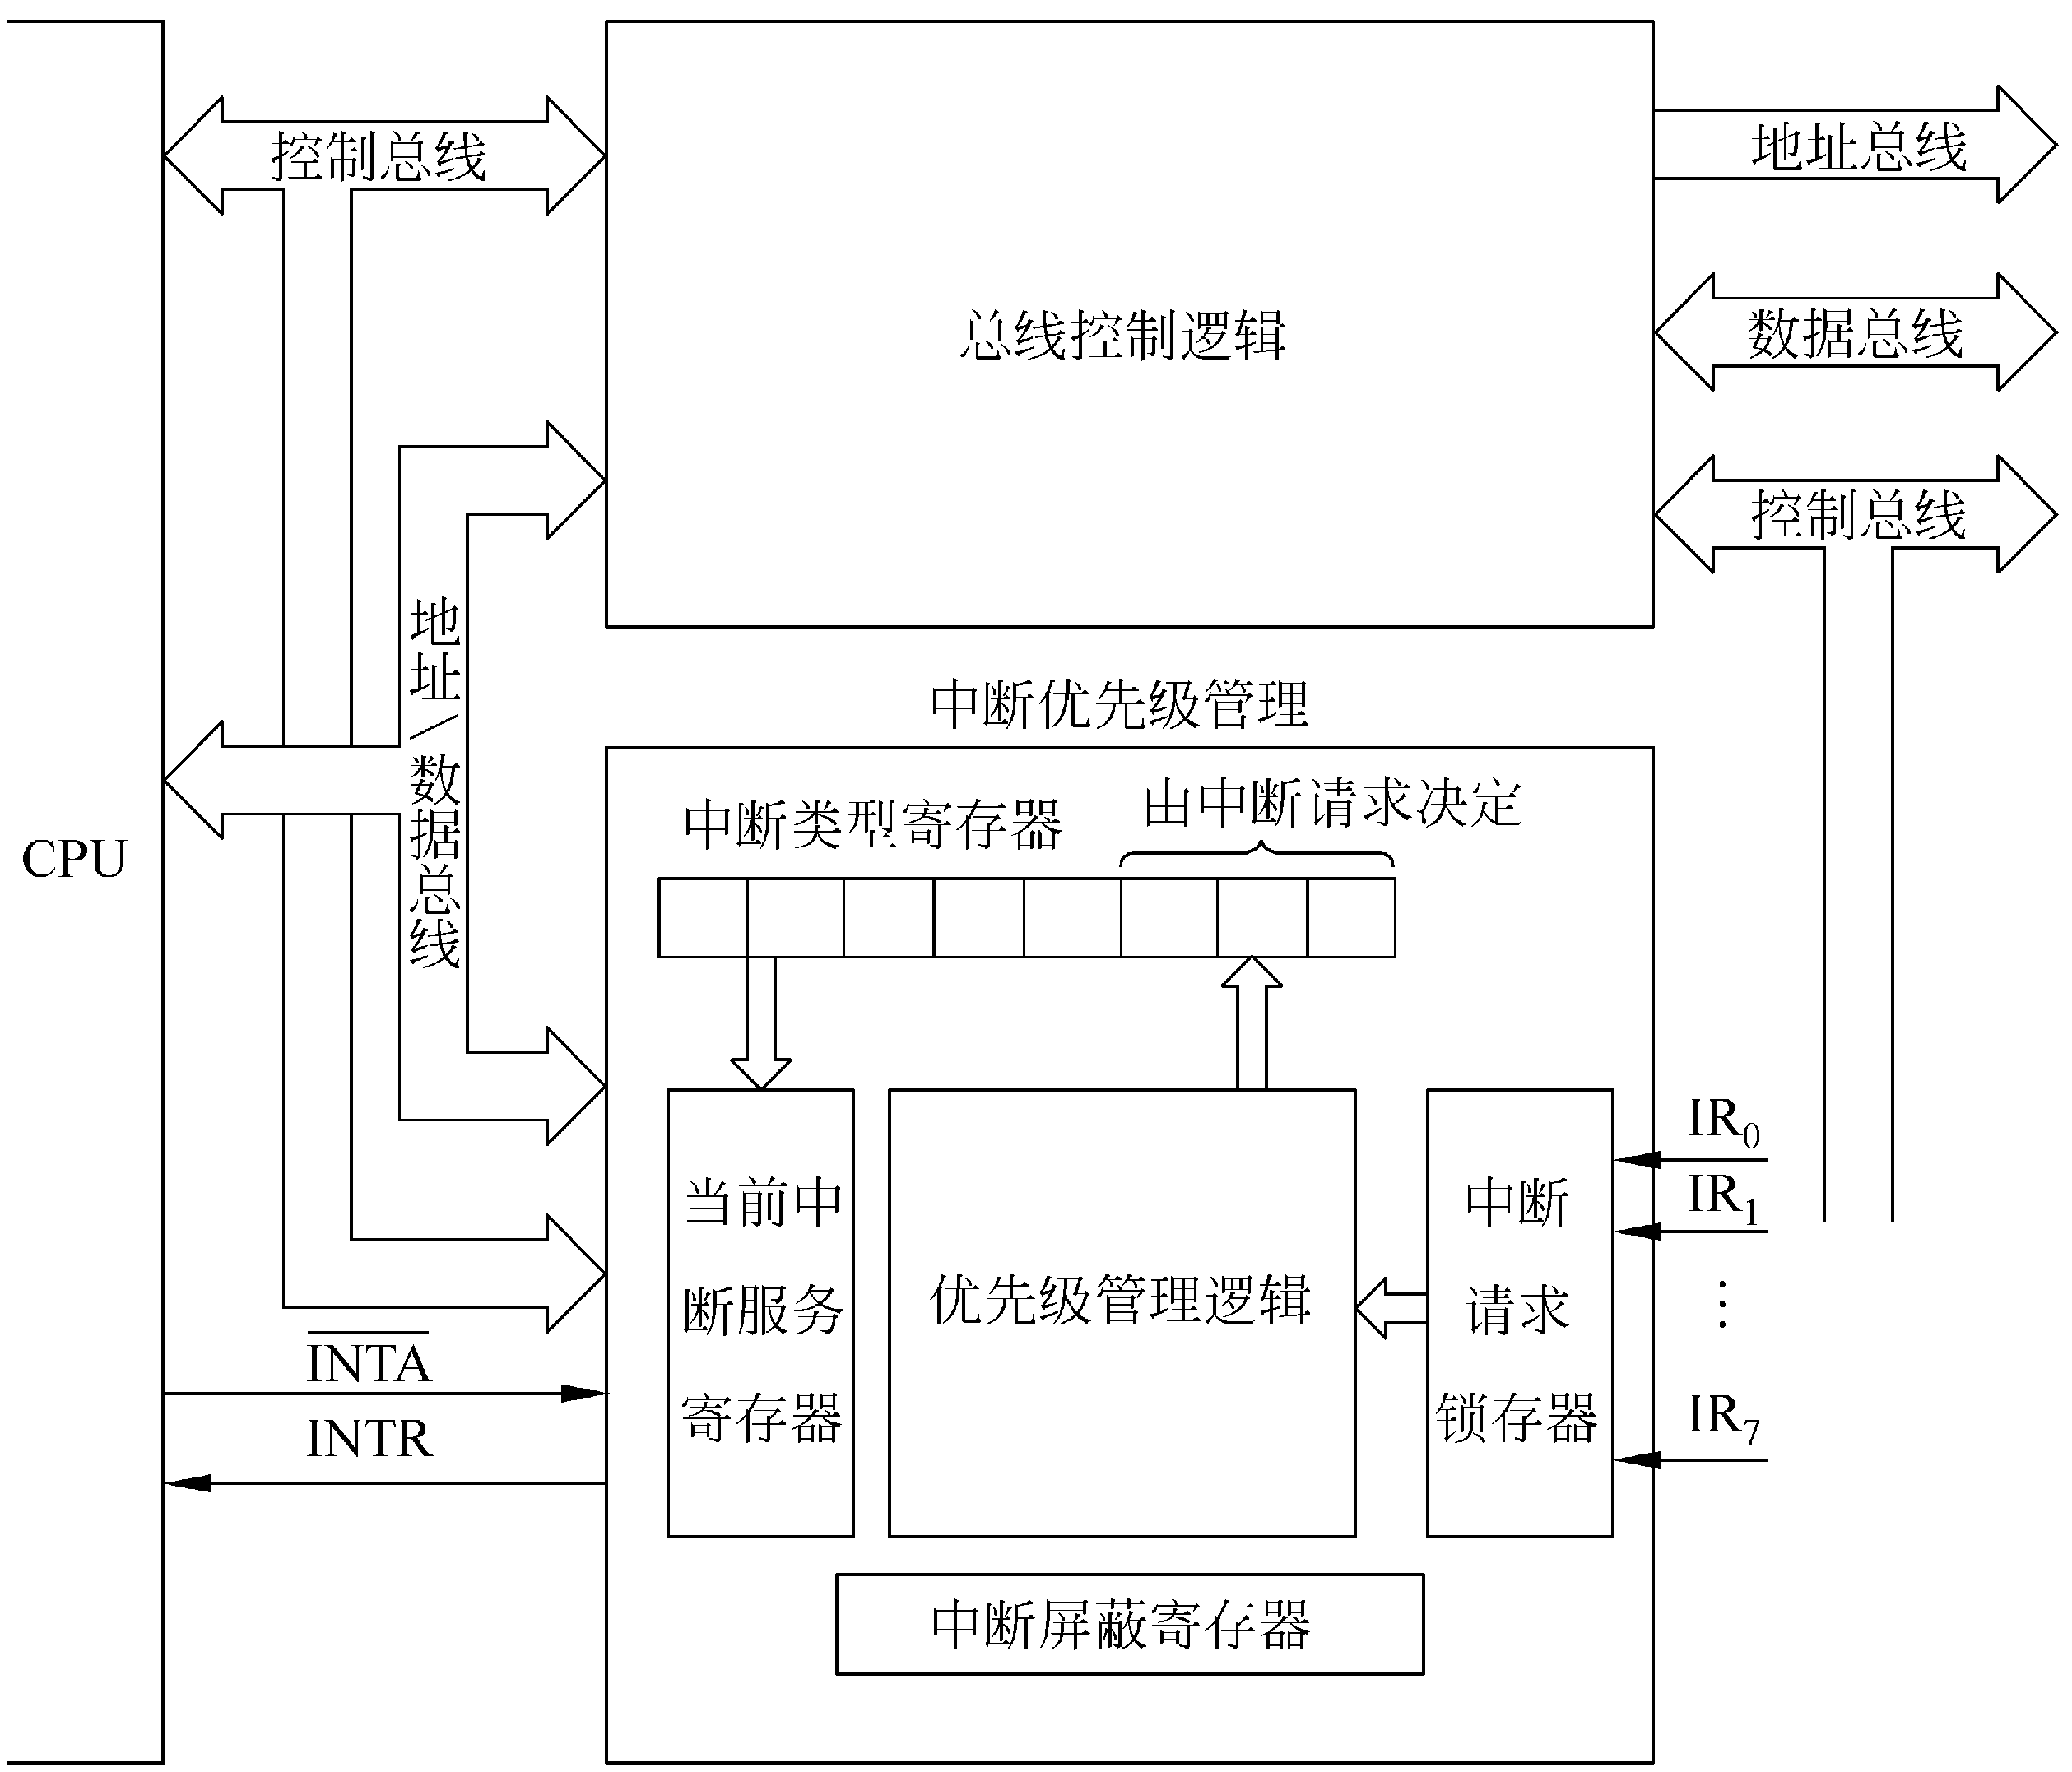 控制总线
地址总线
总线控制逻辑
数据总线
控制总线
地址/数据总线
中断优先级管理
CPU
中断类型寄存器
由中断请求决定
当前中
断服务
寄存器
优先级管理逻辑
中断
请求
锁存器
IR0
IR1
⋮
IR7
I̅N̅T̅A̅
INTR
中断屏蔽寄存器